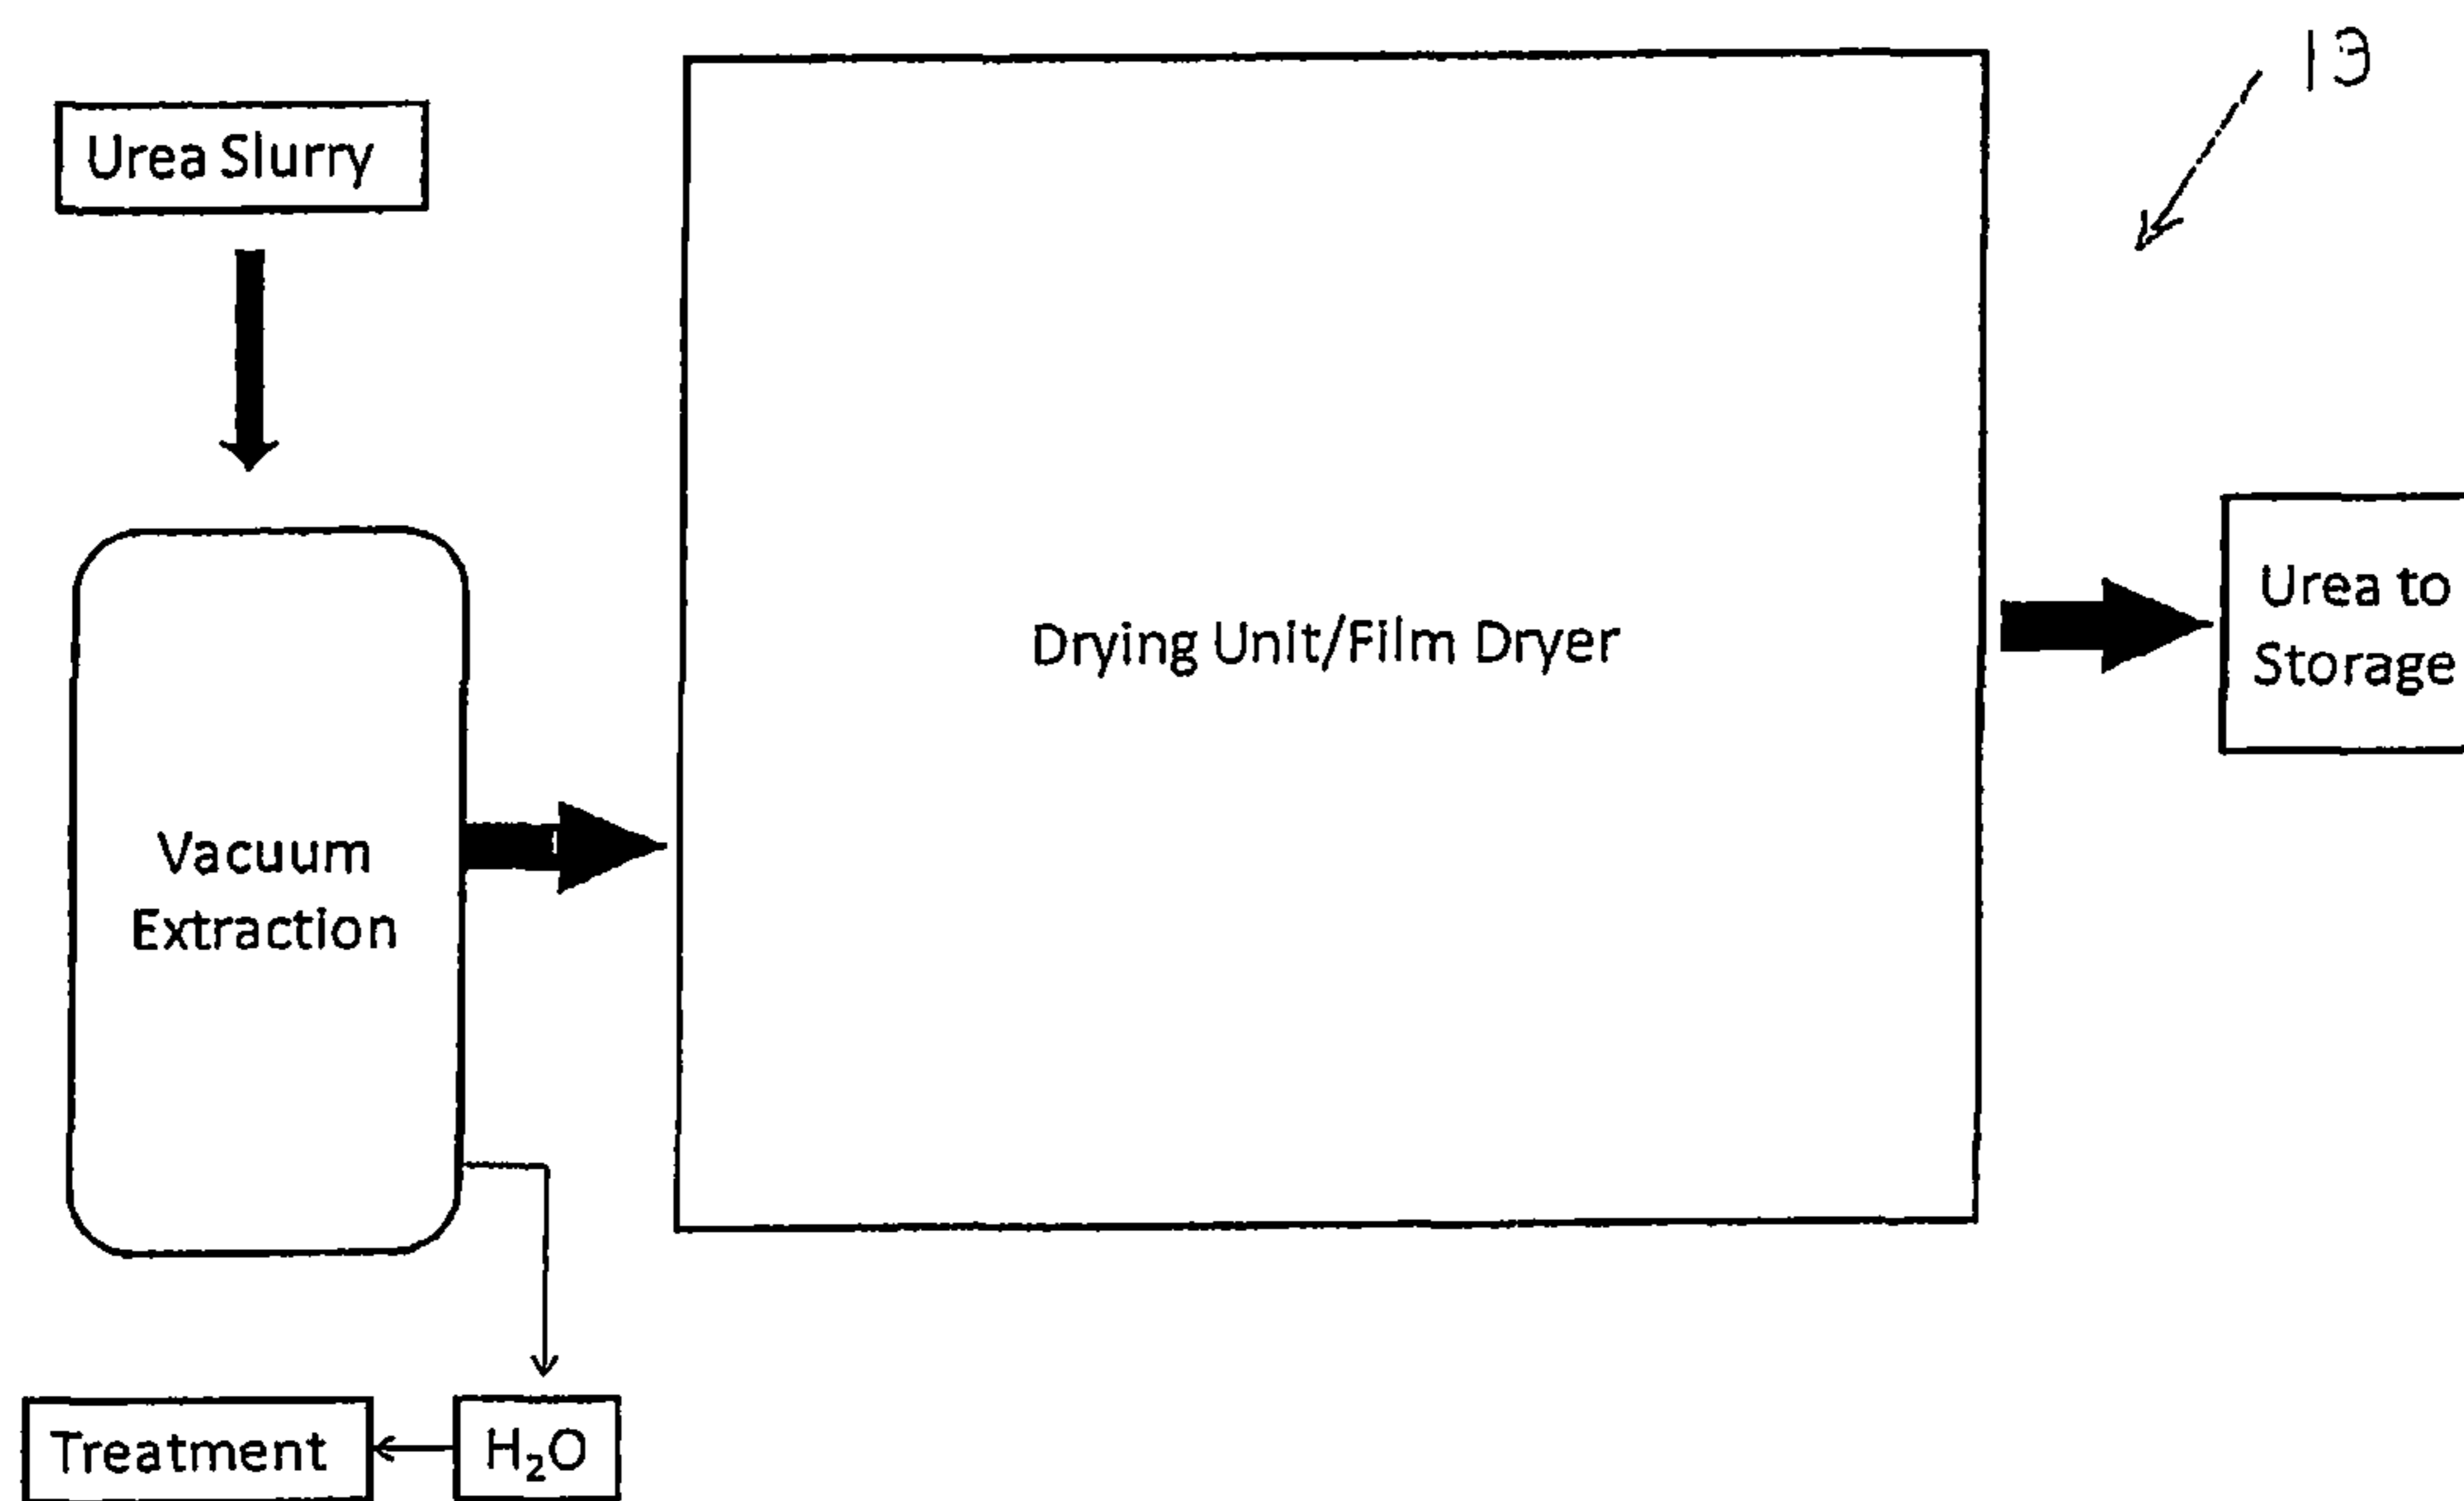 13
Urea Slurry
Urea to
Storage
Drying Unit/Film Dryer
Vacuum
Extraction
Treatment
H₂O